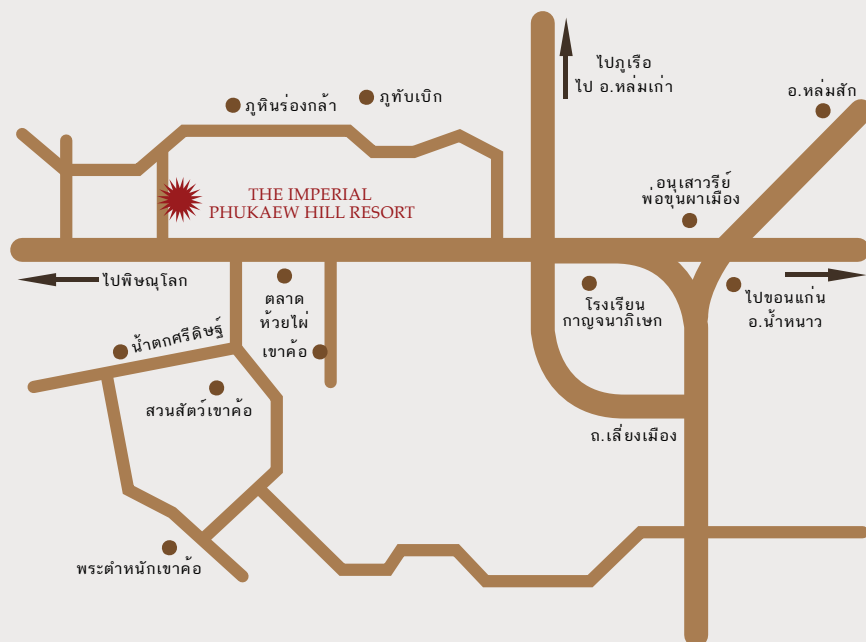 ไปภูเรือ
ไป อ.หล่มเก่า
อ.หล่มสัก
ภูหินร่องกล้า
ภูทับเบิก
อนุเสาวรีย์
พ่อขุนผาเมือง
THE IMPERIAL
PHUKAEW HILL RESORT
ไปพิษณุโลก
ตลาด
ห้วยไผ่
เขาค้อ
โรงเรียน
กาญจนาภิเษก
ไปขอนแก่น
อ.น้ำหนาว
น้ำตกศรีดิษฐ์
สวนสัตว์เขาค้อ
ถ.เลี่ยงเมือง
พระตำหนักเขาค้อ